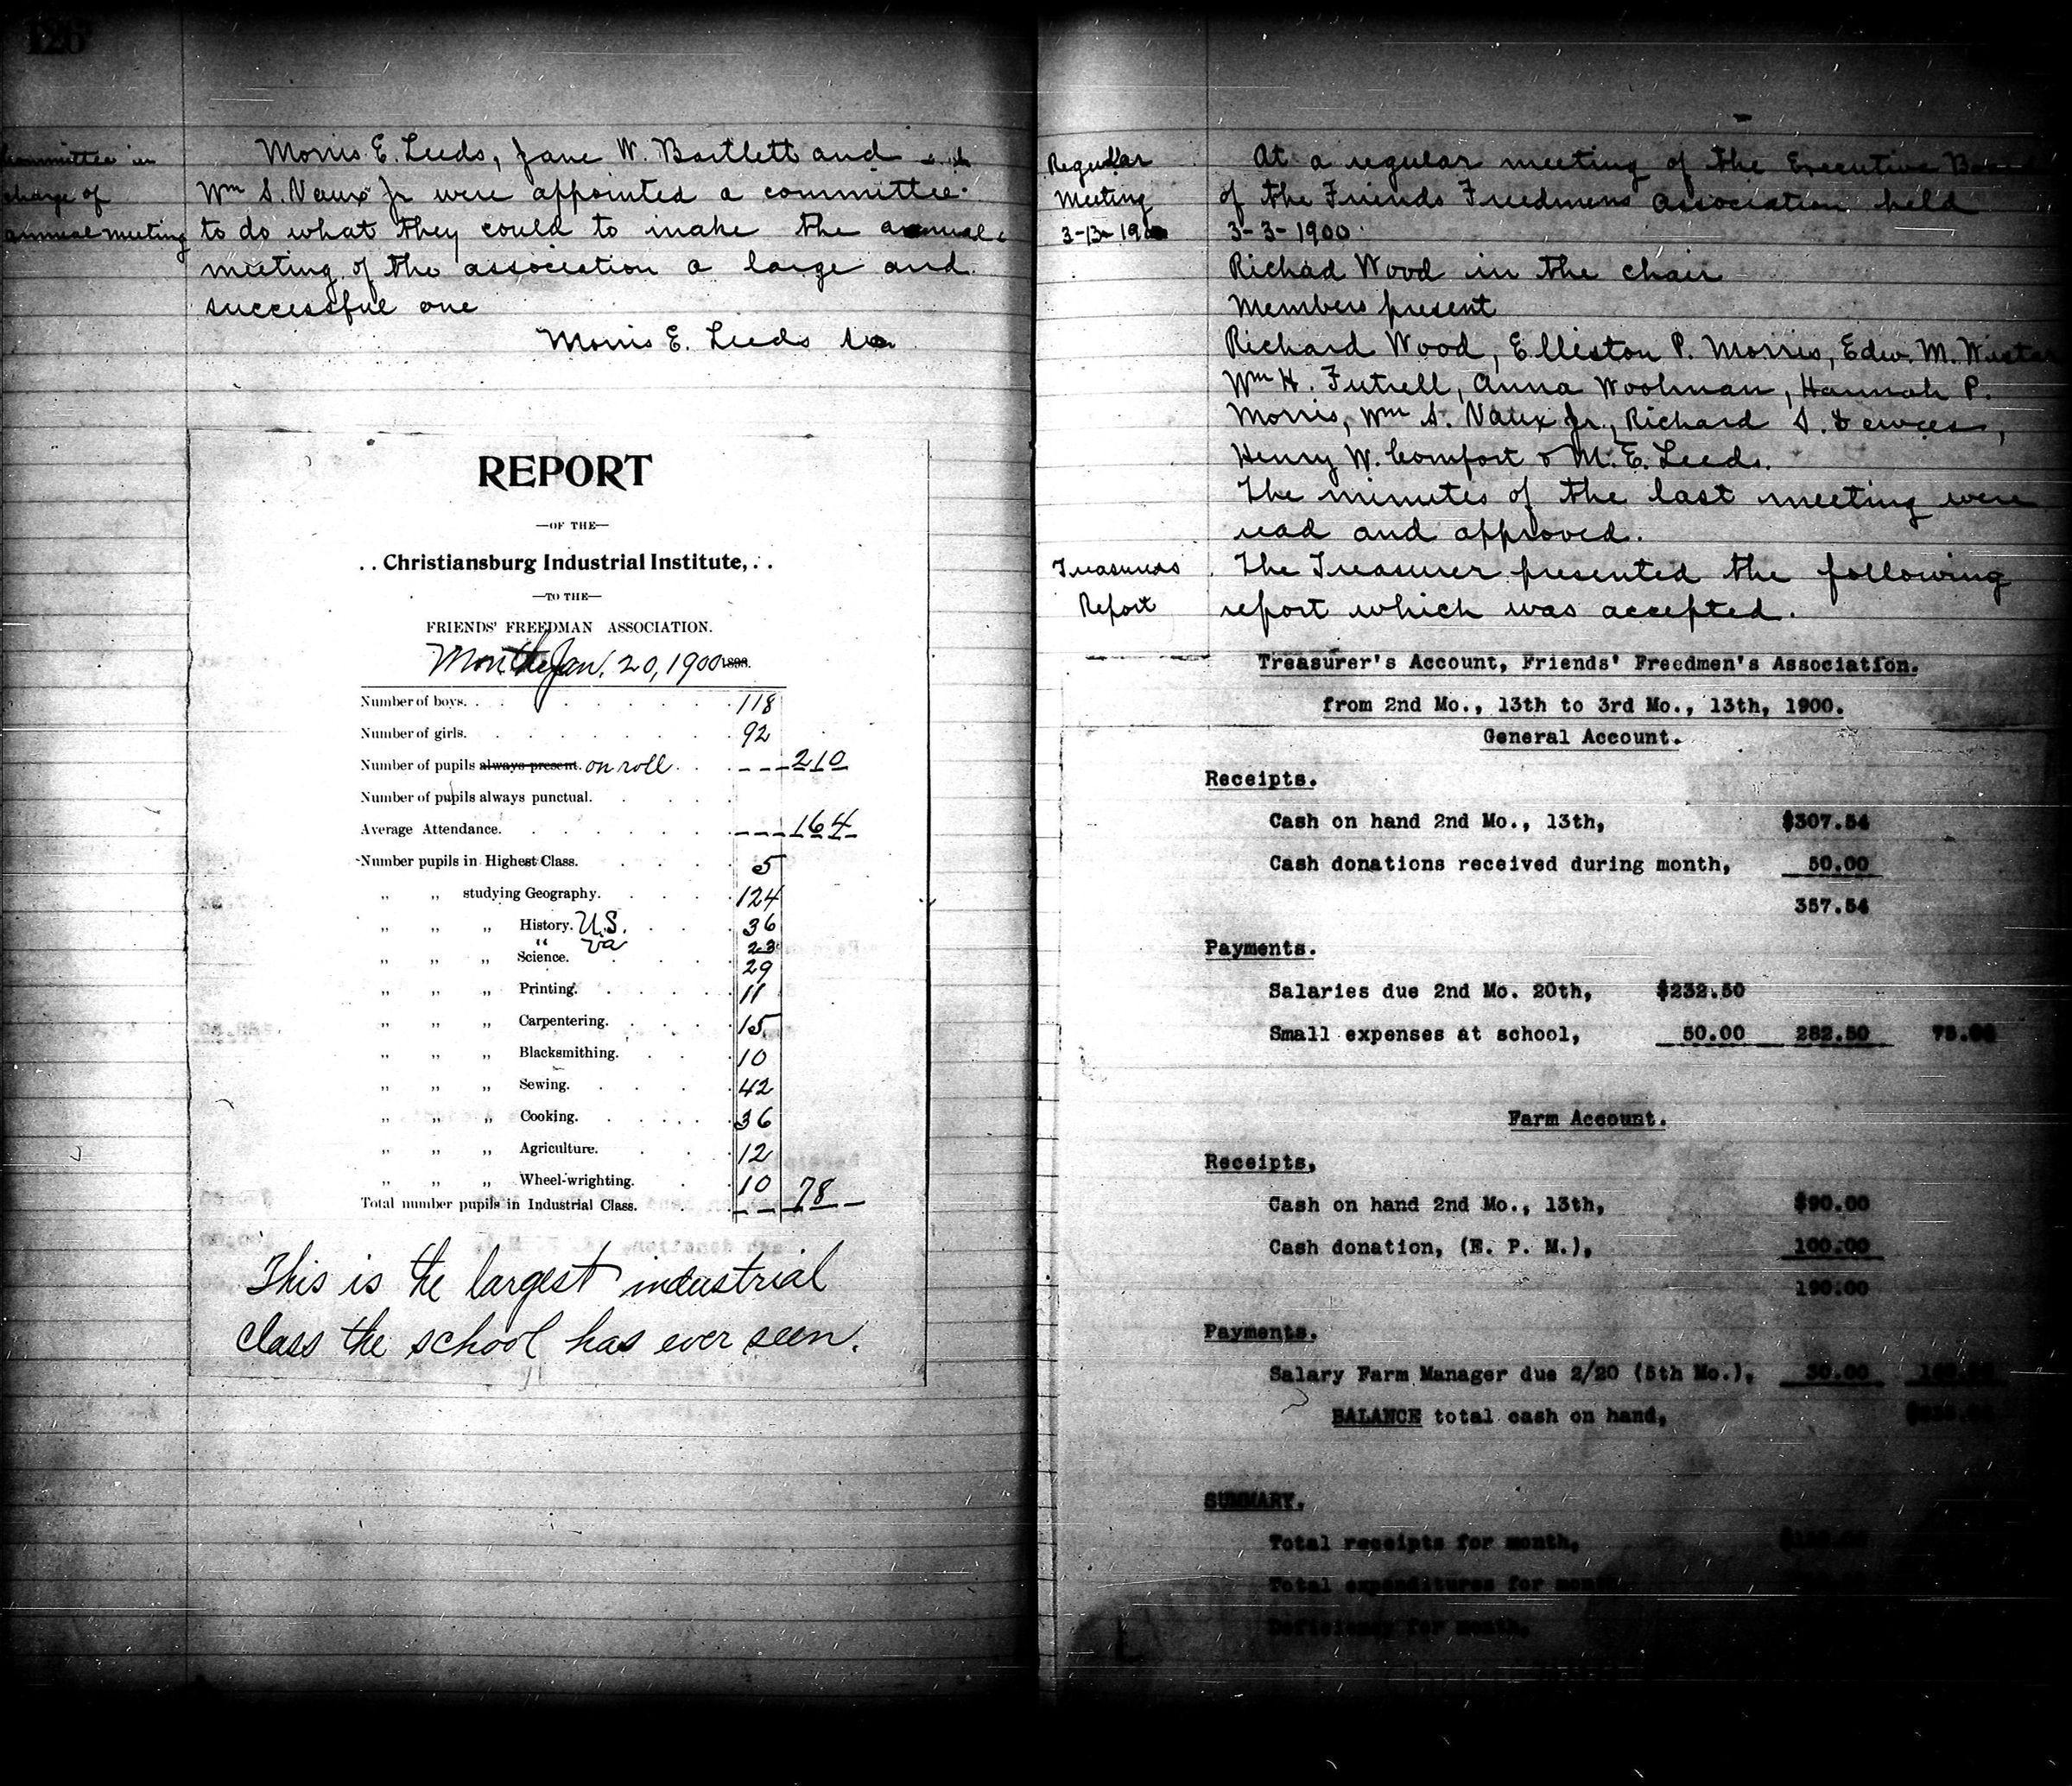 126
Committee in
charge of
annual meeting
Morris E. Leeds, Jane W. Bartlett and
Wm S. Vaux Jr were appointed a committee
to do what they could to make the annual
meeting of the association a large and
successful one
Morris E. Leeds
REPORT
—OF THE—
. . Christiansburg Industrial Institute, . .
—TO THE—
FRIENDS' FREEDMAN ASSOCIATION.
Month Jan. 20, 1900 1898.
Number of boys. 118
Number of girls. 92
Number of pupils always present. on roll 210
Number of pupils always punctual.
Average Attendance. 164
Number pupils in Highest Class. 5
„ „ studying Geography. 124
„ „ „ History. U.S. 36
" va 23
„ „ „ Science. 29
„ „ „ Printing. 11
„ „ „ Carpentering. 15
„ „ „ Blacksmithing. 10
„ „ „ Sewing. 42
„ „ „ Cooking. 36
„ „ „ Agriculture. 12
„ „ „ Wheel-wrighting. 10
Total number pupils in Industrial Class. 78
This is the largest industrial
class the school has ever seen.
Regular
Meeting
3-13-1900
At a regular meeting of the Executive Board
of the Friends Freedmens Association held
3-3-1900
Richad Wood in the chair
Members present
Richard Wood, Elliston P. Morris, Edw. M. Wistar
Wm H. Futrell, Anna Woolman, Hannah P.
Morris, Wm S. Vaux Jr., Richard S. Dewees,
Henry W. Comfort & M. E. Leeds.
The minutes of the last meeting were
read and approved.
Treasurers
Report
The Treasurer presented the following
report which was accepted.
Treasurer's Account, Friends' Freedmen's Association.
from 2nd Mo., 13th to 3rd Mo., 13th, 1900.
General Account.
Receipts.
Cash on hand 2nd Mo., 13th, $307.54
Cash donations received during month, 50.00
357.54
Payments.
Salaries due 2nd Mo. 20th, $232.50
Small expenses at school, 50.00 282.50
Farm Account.
Receipts,
Cash on hand 2nd Mo., 13th, $90.00
Cash donation, (E. P. M.), 100.00
190.00
Payments.
Salary Farm Manager due 2/20 (5th Mo.), 30.00
BALANCE total cash on hand,
SUMMARY.
Total receipts for month,
Total expenditures for month,
Deficiency for month,